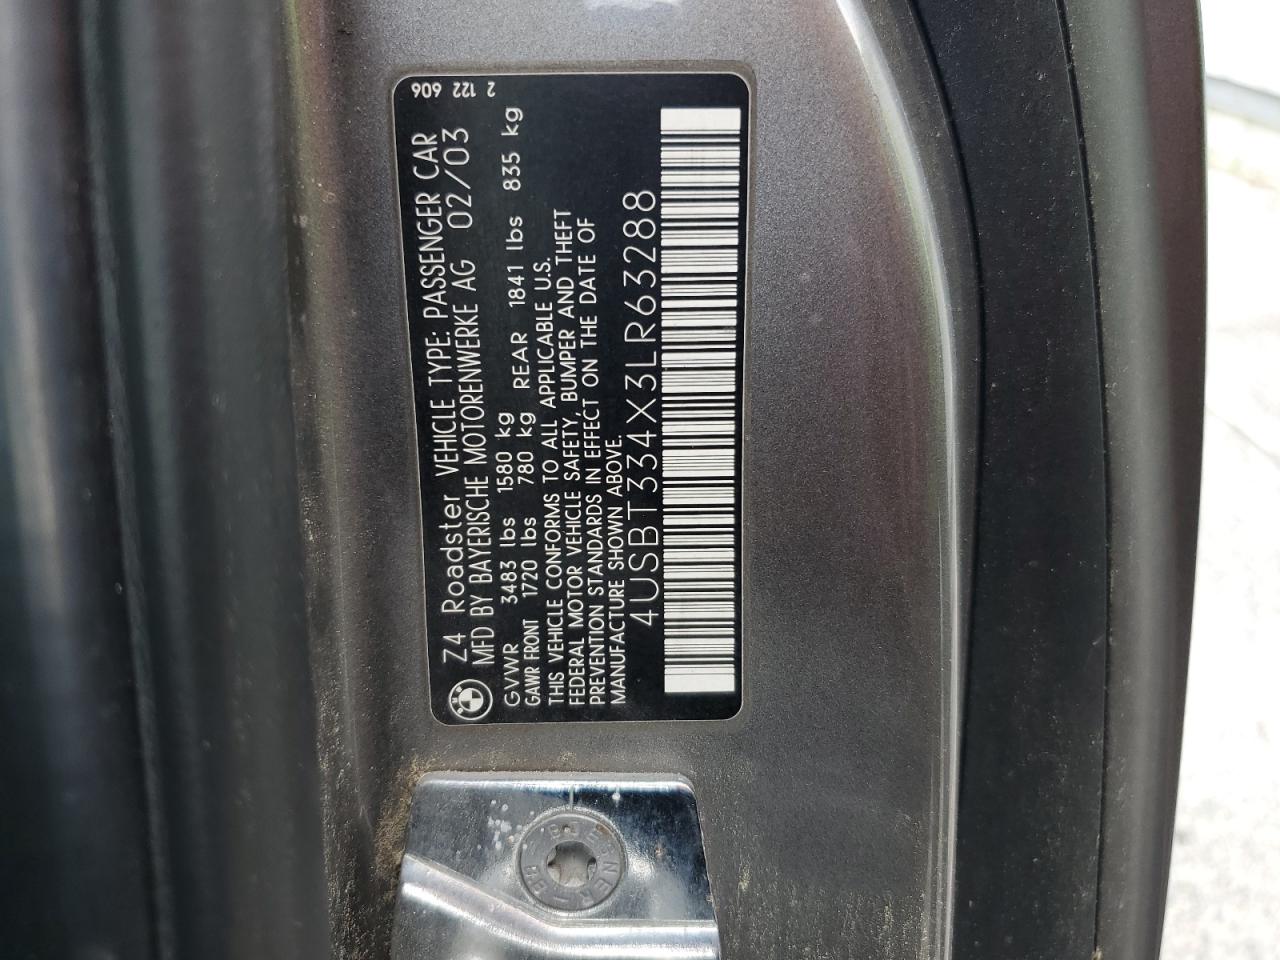 2 122 606
Z4 Roadster VEHICLE TYPE: PASSENGER CAR
MFD BY BAYERISCHE MOTORENWERKE AG 02/03
GVWR 3483 lbs 1580 kg
GAWR FRONT 1720 lbs 780 kg REAR 1841 lbs 835 kg
THIS VEHICLE CONFORMS TO ALL APPLICABLE U.S.
FEDERAL MOTOR VEHICLE SAFETY, BUMPER AND THEFT
PREVENTION STANDARDS IN EFFECT ON THE DATE OF
MANUFACTURE SHOWN ABOVE.
4USBT334X3LR63288